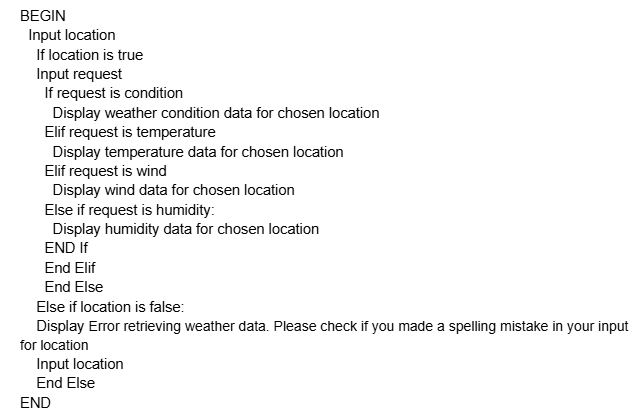 BEGIN
Input location
If location is true
Input request
If request is condition
Display weather condition data for chosen location
Elif request is temperature
Display temperature data for chosen location
Elif request is wind
Display wind data for chosen location
Else if request is humidity:
Display humidity data for chosen location
END If
End Elif
End Else
Else if location is false:
Display Error retrieving weather data. Please check if you made a spelling mistake in your input
for location
Input location
End Else
END